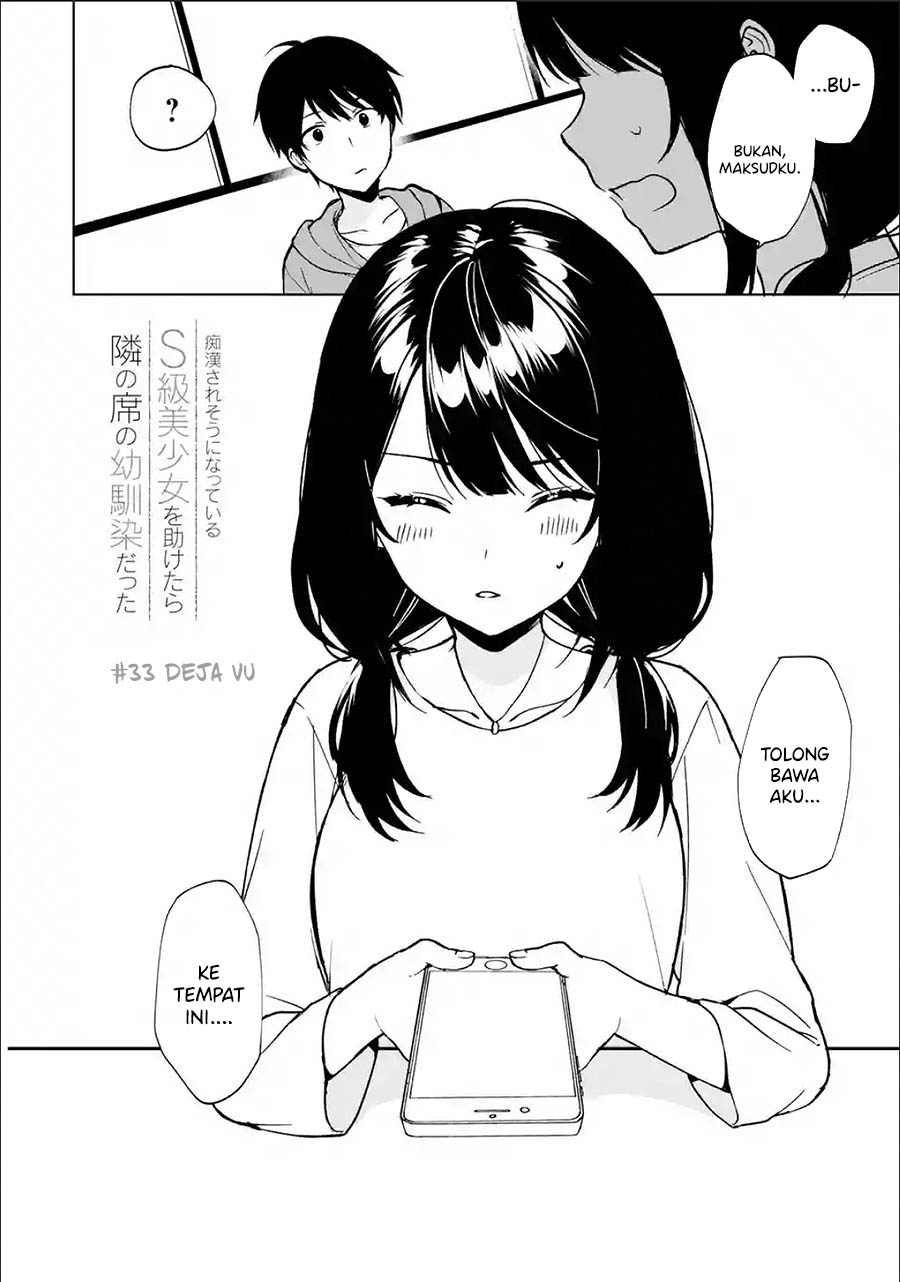 ...BU-
BUKAN,
MAKSUDKU.
?
痴漢されそうになっている
S級美少女を助けたら
隣の席の幼馴染だった
#33 DEJA VU
TOLONG
BAWA
AKU...
KE
TEMPAT
INI....